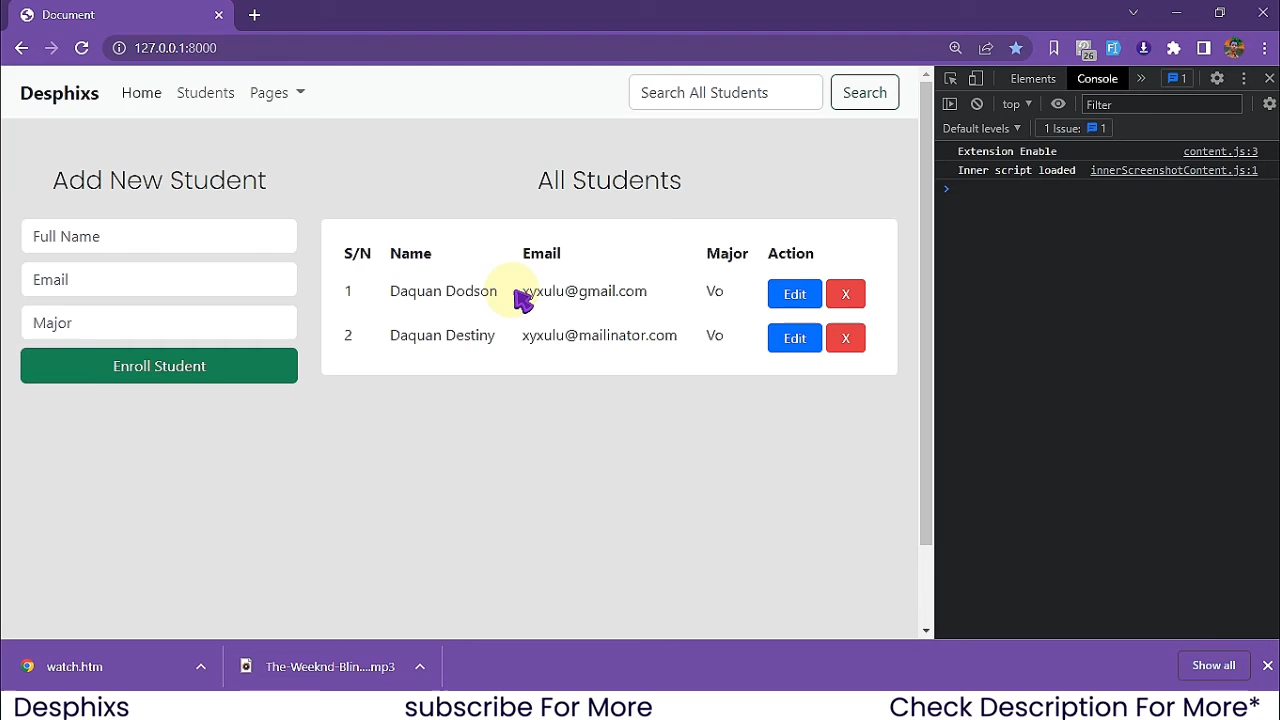 Document
127.0.0.1:8000
26
Desphixs Home Students Pages Search All Students Search
Elements Console 1
top Filter
Default levels 1 Issue: 1
Extension Enable content.js:3
Inner script loaded innerScreenshotContent.js:1
Add New Student
Full Name
Email
Major
Enroll Student
All Students
S/N Name Email Major Action
1 Daquan Dodson xyxulu@gmail.com Vo Edit X
2 Daquan Destiny xyxulu@mailinator.com Vo Edit X
watch.htm The-Weeknd-Blin....mp3 Show all
Desphixs subscribe For More Check Description For More*